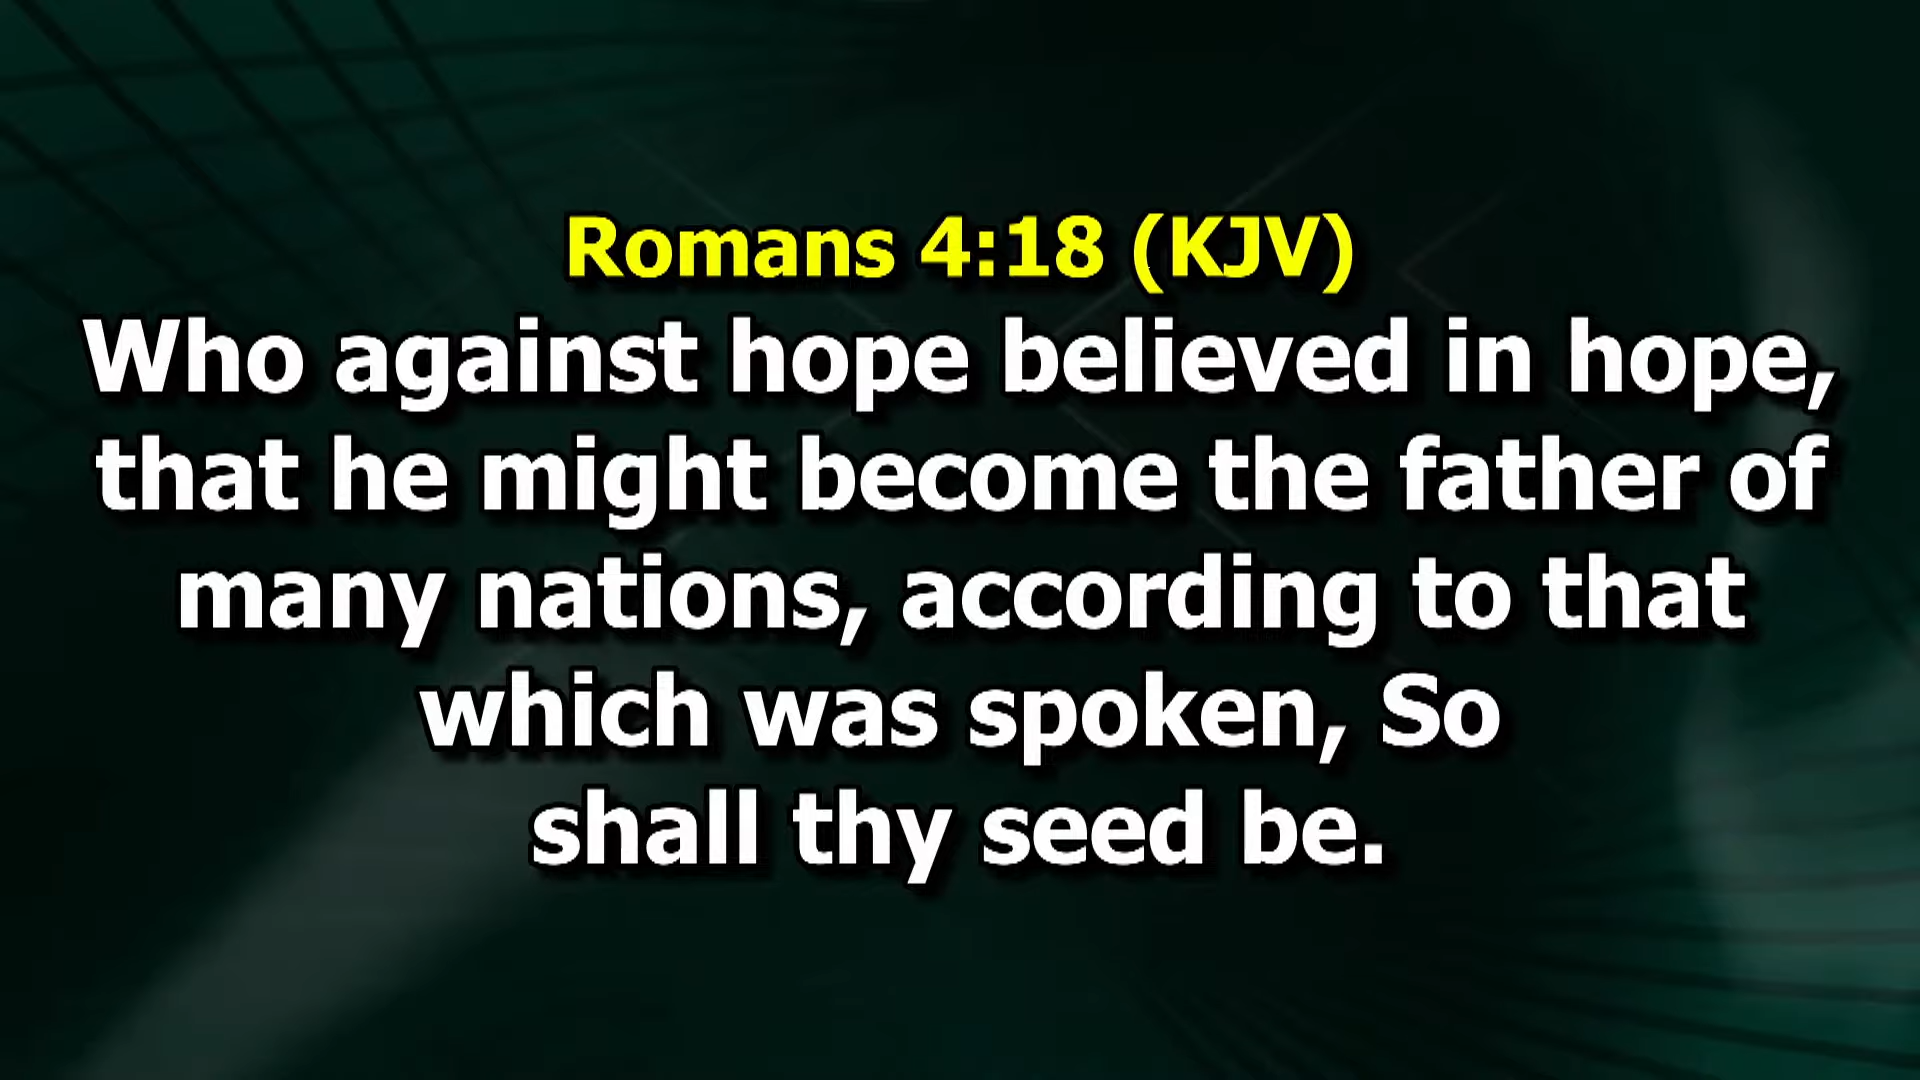 Romans 4:18 (KJV)
Who against hope believed in hope,
that he might become the father of
many nations, according to that
which was spoken, So
shall thy seed be.